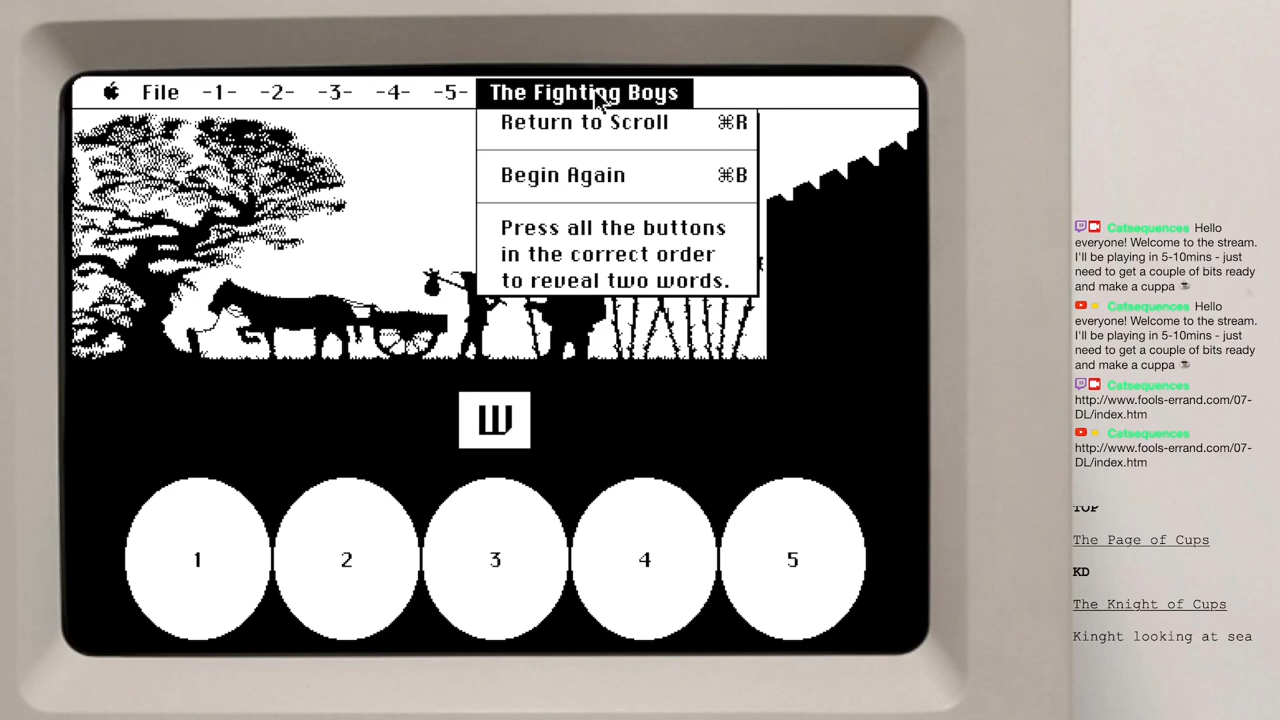 File -1- -2- -3- -4- -5- The Fighting Boys
Return to Scroll ⌘R
Begin Again ⌘B
Press all the buttons
in the correct order
to reveal two words.
W
1 2 3 4 5
Catsequences Hello
everyone! Welcome to the stream.
I'll be playing in 5-10mins - just
need to get a couple of bits ready
and make a cuppa ☕
Catsequences Hello
everyone! Welcome to the stream.
I'll be playing in 5-10mins - just
need to get a couple of bits ready
and make a cuppa ☕
Catsequences
http://www.fools-errand.com/07-
DL/index.htm
Catsequences
http://www.fools-errand.com/07-
DL/index.htm
TOP
The Page of Cups
KD
The Knight of Cups
Kinght looking at sea